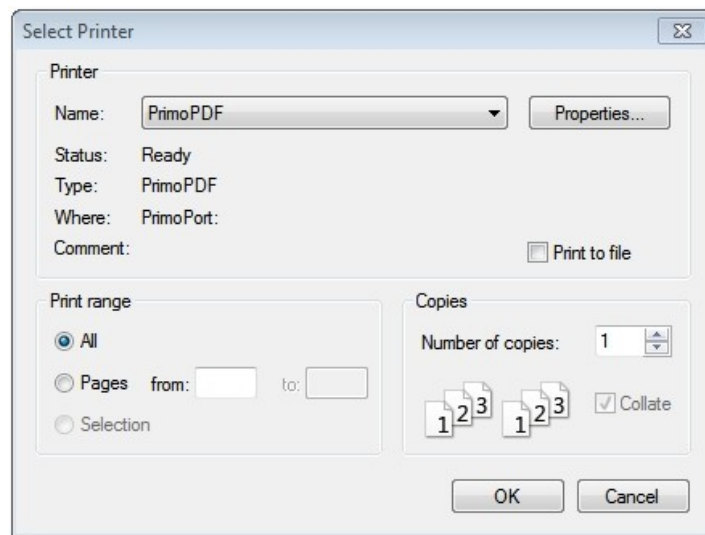 Select Printer
Printer
Name: PrimoPDF Properties...
Status: Ready
Type: PrimoPDF
Where: PrimoPort:
Comment: Print to file
Print range
All
Pages from: to:
Selection
Copies
Number of copies: 1
1 2 3 1 2 3 Collate
OK Cancel